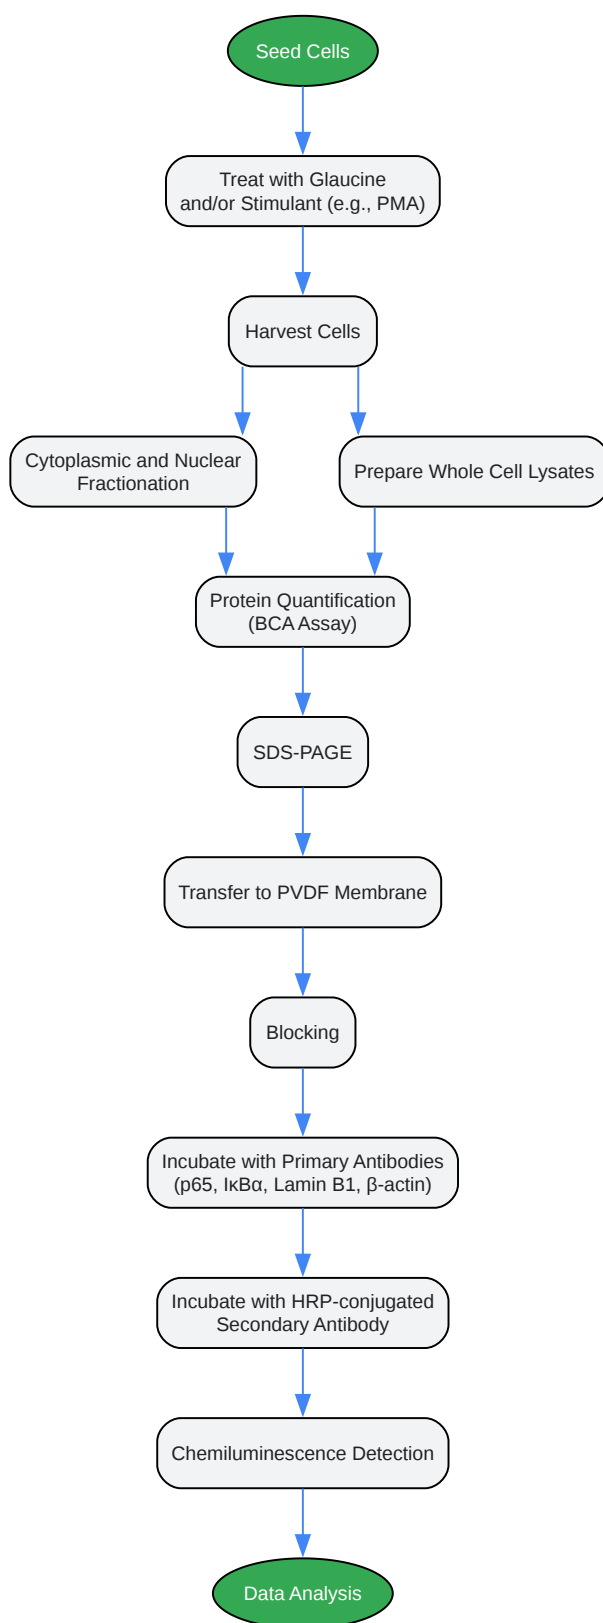 Seed Cells
Treat with Glaucine
and/or Stimulant (e.g., PMA)
Harvest Cells
Cytoplasmic and Nuclear
Fractionation
Prepare Whole Cell Lysates
Protein Quantification
(BCA Assay)
SDS-PAGE
Transfer to PVDF Membrane
Blocking
Incubate with Primary Antibodies
(p65, IκBα, Lamin B1, β-actin)
Incubate with HRP-conjugated
Secondary Antibody
Chemiluminescence Detection
Data Analysis